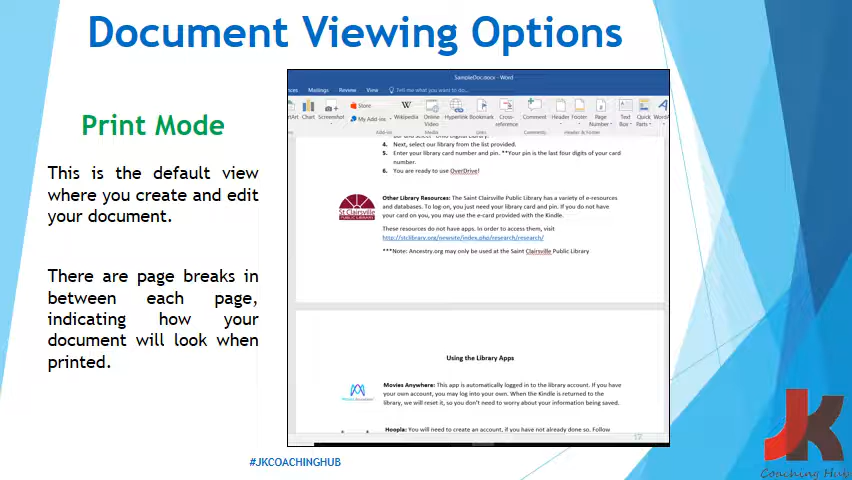 Document Viewing Options
Print Mode
This is the default view
where you create and edit
your document.
There are page breaks in
between each page,
indicating how your
document will look when
printed.
SampleDoc.docx - Word
Mailings Review View Tell me what you want to do...
Chart Screenshot Store My Add-ins Wikipedia Online Video Hyperlink Bookmark Cross-reference Comment Header Footer Page Number Text Box Quick Parts
Add-ins Media Links Comments Header & Footer
4. Next, select our library from the list provided.
5. Enter your library card number and pin. **Your pin is the last four digits of your card
number.
6. You are ready to use OverDrive!
St Clairsville
PUBLIC LIBRARY
Other Library Resources: The Saint Clairsville Public Library has a variety of e-resources
and databases. To log-on, you just need your library card and pin. If you do not have
your card on you, you may use the e-card provided with the Kindle.
These resources do not have apps. In order to access them, visit
http://stclibrary.org/newsite/index.php/research/research/
***Note: Ancestry.org may only be used at the Saint Clairsville Public Library
Using the Library Apps
Movies Anywhere: This app is automatically logged in to the library account. If you have
your own account, you may log into your own. When the Kindle is returned to the
library, we will reset it, so you don't need to worry about your information being saved.
Hoopla: You will need to create an account, if you have not already done so. Follow
#JKCOACHINGHUB
JK
Coaching Hub